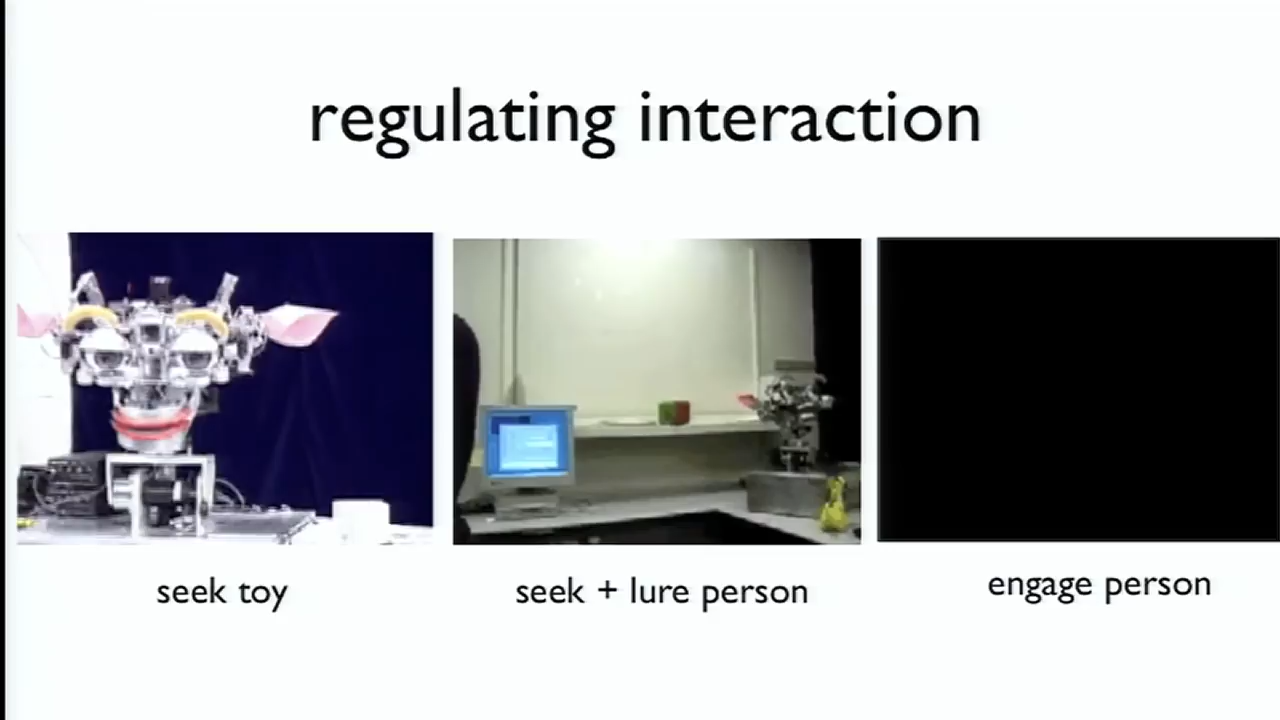 regulating interaction
seek toy
seek + lure person
engage person